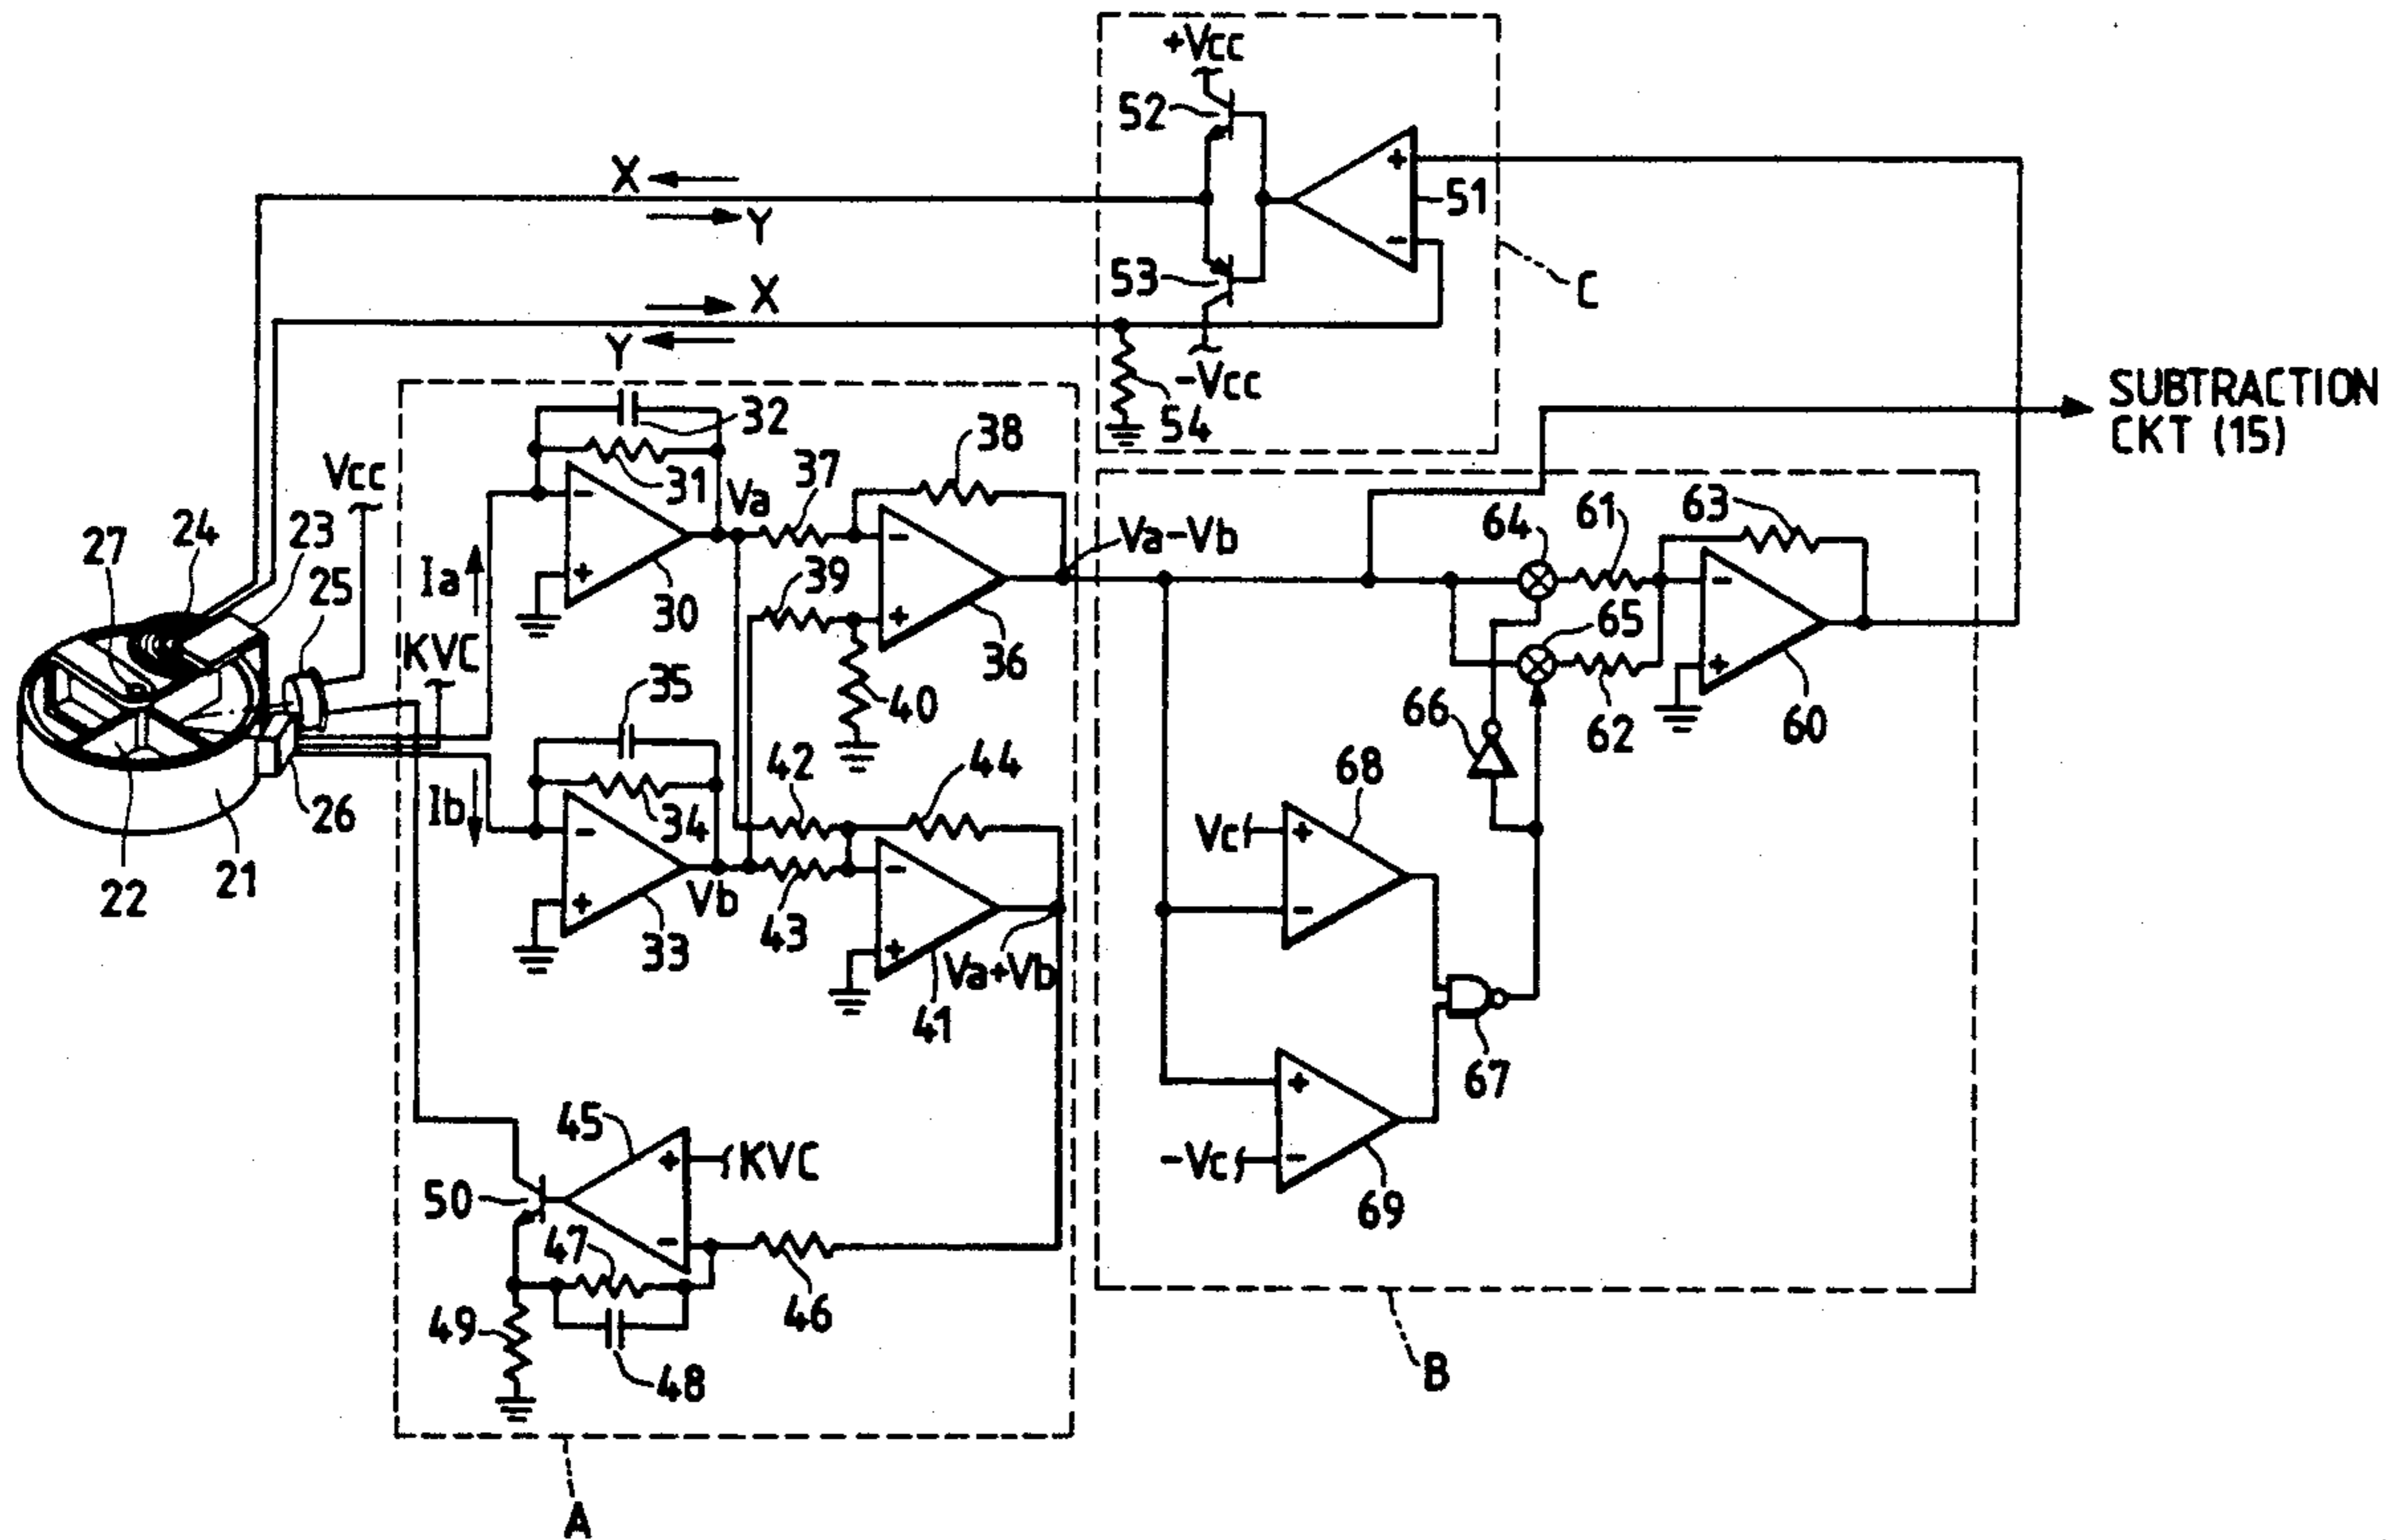 +Vcc
52
X
+
51
Y
-
53
X
C
Y
-Vcc
54
SUBTRACTION
CKT (15)
32
38
Vcc
31
Va
37
64
61
63
24
23
27
25
-
-
Va-Vb
-
Ia
39
+
30
+
65
+
KVC
36
35
40
66
62
60
42
44
68
Ib
34
Vc
+
26
-
-
22
21
+
33
Vb
43
-
+
Va+Vb
41
67
+
45
+
KVC
-Vc
-
50
69
47
-
46
49
48
B
A